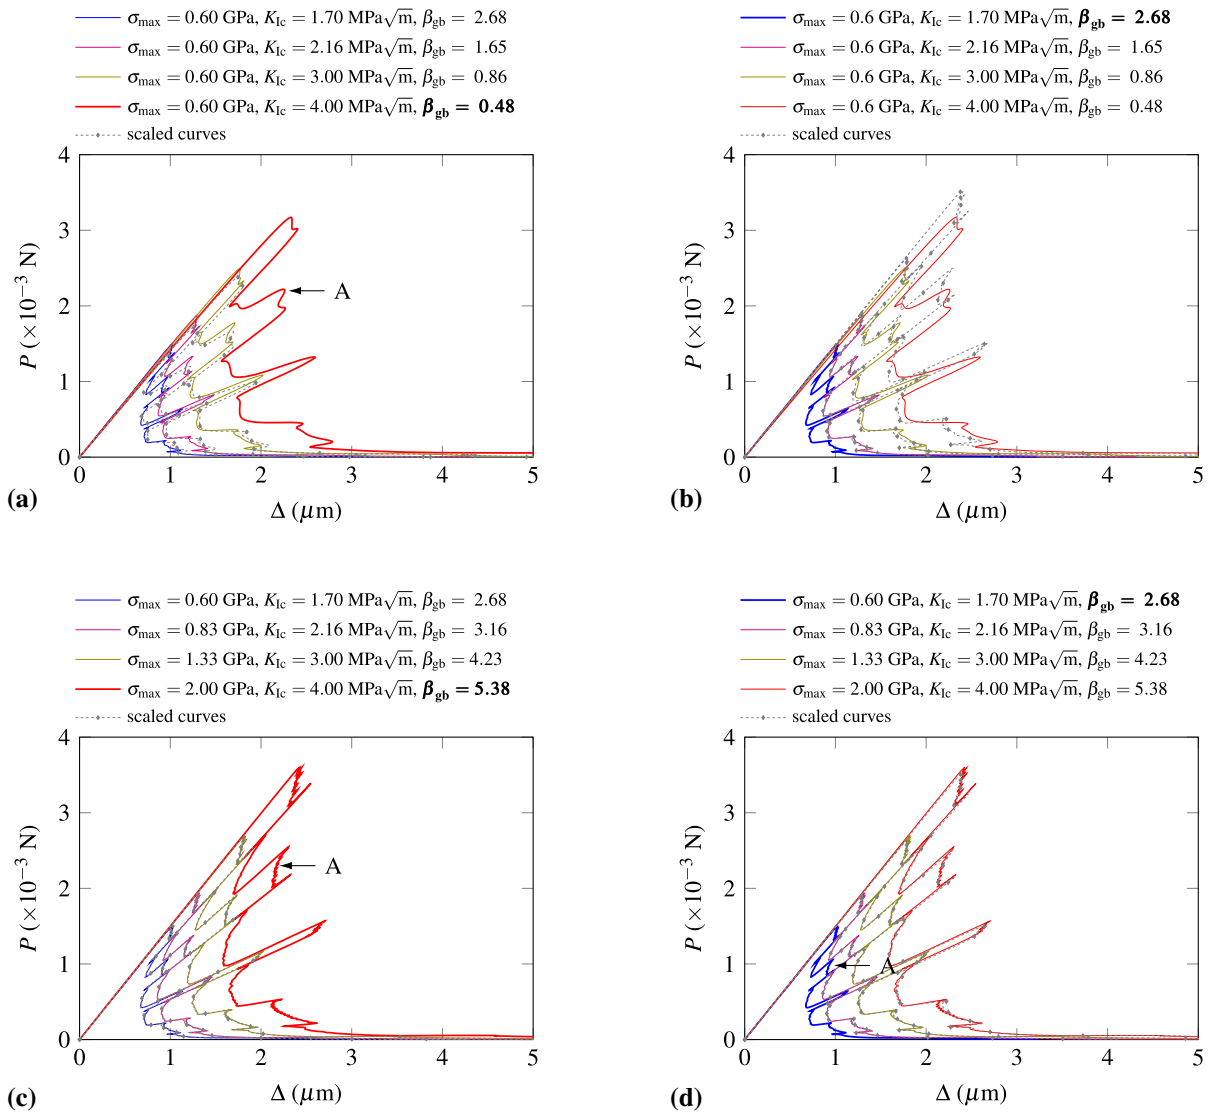 σmax = 0.60 GPa, KIc = 1.70 MPa√m, βgb = 2.68
σmax = 0.60 GPa, KIc = 2.16 MPa√m, βgb = 1.65
σmax = 0.60 GPa, KIc = 3.00 MPa√m, βgb = 0.86
σmax = 0.60 GPa, KIc = 4.00 MPa√m, βgb = 0.48
scaled curves
4
3
2
1
0
P (×10−3 N)
A
0 1 2 3 4 5
Δ (μm)
(a)
σmax = 0.6 GPa, KIc = 1.70 MPa√m, βgb = 2.68
σmax = 0.6 GPa, KIc = 2.16 MPa√m, βgb = 1.65
σmax = 0.6 GPa, KIc = 3.00 MPa√m, βgb = 0.86
σmax = 0.6 GPa, KIc = 4.00 MPa√m, βgb = 0.48
scaled curves
4
3
2
1
0
P (×10−3 N)
0 1 2 3 4 5
Δ (μm)
(b)
σmax = 0.60 GPa, KIc = 1.70 MPa√m, βgb = 2.68
σmax = 0.83 GPa, KIc = 2.16 MPa√m, βgb = 3.16
σmax = 1.33 GPa, KIc = 3.00 MPa√m, βgb = 4.23
σmax = 2.00 GPa, KIc = 4.00 MPa√m, βgb = 5.38
scaled curves
4
3
2
1
0
P (×10−3 N)
A
0 1 2 3 4 5
Δ (μm)
(c)
σmax = 0.60 GPa, KIc = 1.70 MPa√m, βgb = 2.68
σmax = 0.83 GPa, KIc = 2.16 MPa√m, βgb = 3.16
σmax = 1.33 GPa, KIc = 3.00 MPa√m, βgb = 4.23
σmax = 2.00 GPa, KIc = 4.00 MPa√m, βgb = 5.38
scaled curves
4
3
2
1
0
P (×10−3 N)
A
0 1 2 3 4 5
Δ (μm)
(d)